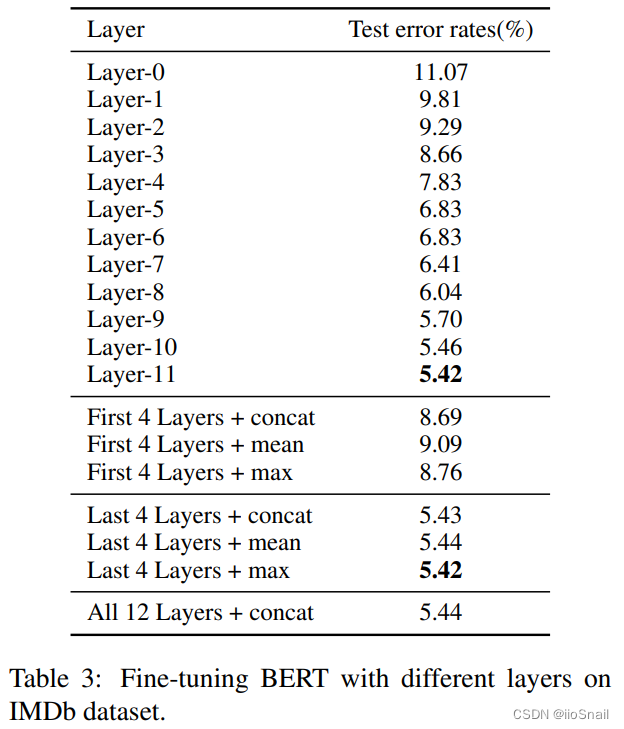 Layer Test error rates(%)
Layer-0 11.07
Layer-1 9.81
Layer-2 9.29
Layer-3 8.66
Layer-4 7.83
Layer-5 6.83
Layer-6 6.83
Layer-7 6.41
Layer-8 6.04
Layer-9 5.70
Layer-10 5.46
Layer-11 5.42
First 4 Layers + concat 8.69
First 4 Layers + mean 9.09
First 4 Layers + max 8.76
Last 4 Layers + concat 5.43
Last 4 Layers + mean 5.44
Last 4 Layers + max 5.42
All 12 Layers + concat 5.44
Table 3: Fine-tuning BERT with different layers on
IMDb dataset.
CSDN @iioSnail